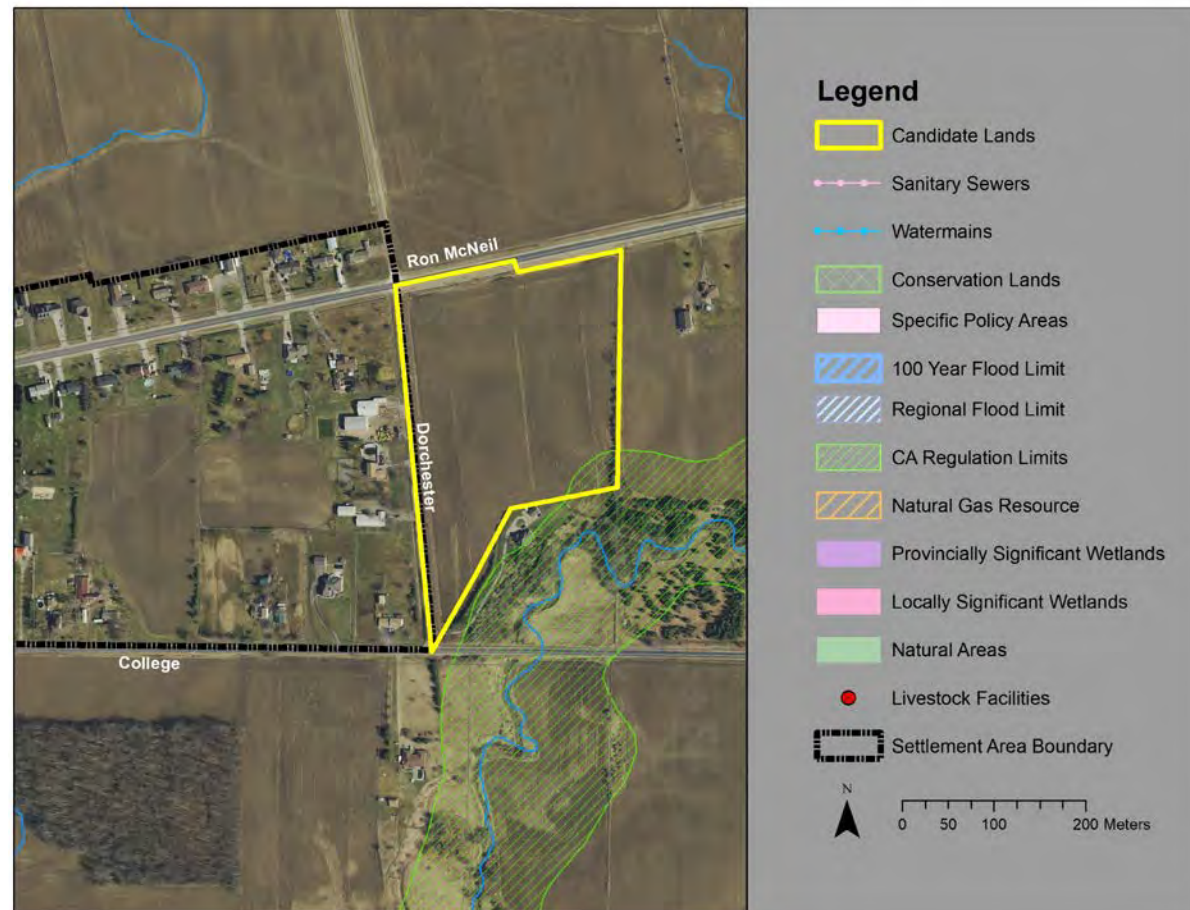 Ron McNeil
Dorchester
College
Legend
Candidate Lands
Sanitary Sewers
Watermains
Conservation Lands
Specific Policy Areas
100 Year Flood Limit
Regional Flood Limit
CA Regulation Limits
Natural Gas Resource
Provincially Significant Wetlands
Locally Significant Wetlands
Natural Areas
Livestock Facilities
Settlement Area Boundary
N
0 50 100 200 Meters